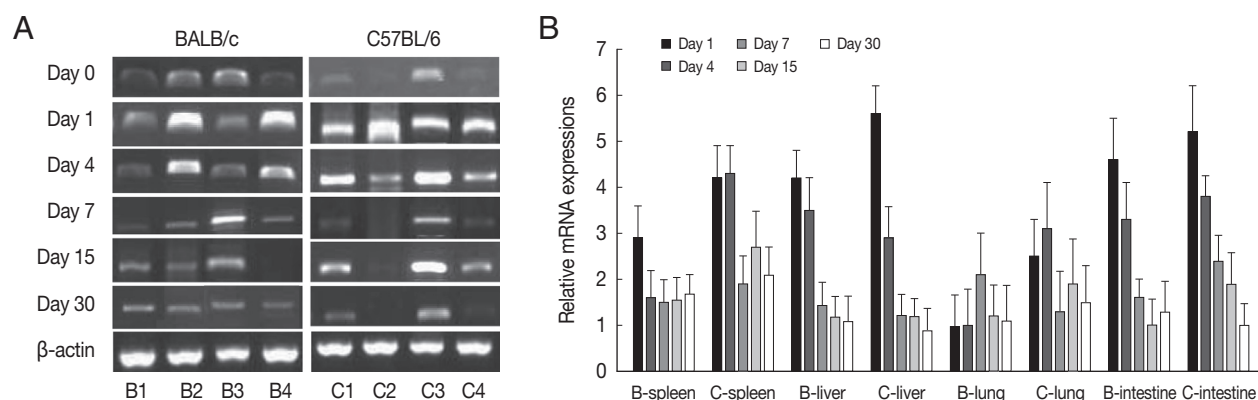 A
BALB/c C57BL/6
Day 0
Day 1
Day 4
Day 7
Day 15
Day 30
β-actin
B1 B2 B3 B4 C1 C2 C3 C4
B
Day 1 Day 7 Day 30
Day 4 Day 15
Relative mRNA expressions
7
6
5
4
3
2
1
0
B-spleen C-spleen B-liver C-liver B-lung C-lung B-intestine C-intestine